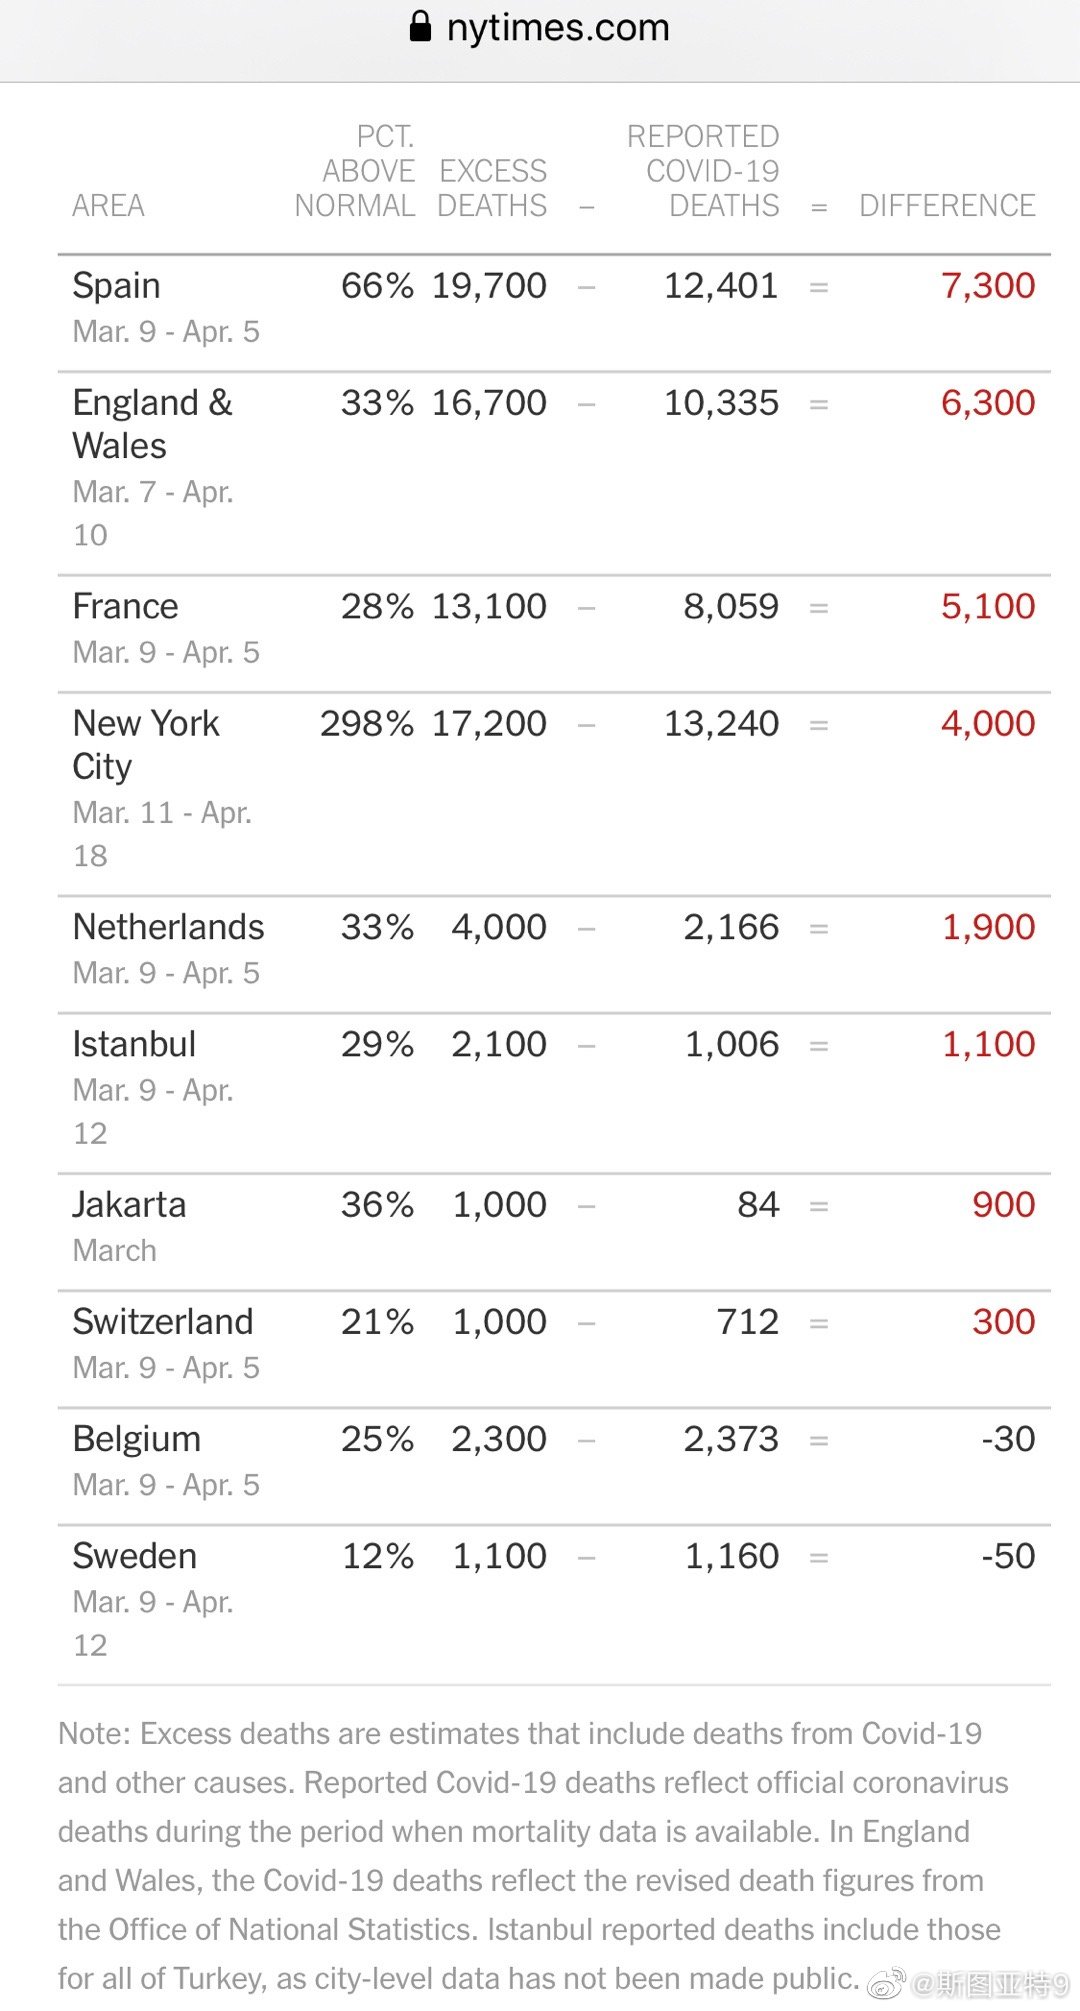 nytimes.com
PCT.
ABOVE
NORMAL
EXCESS
DEATHS
–
REPORTED
COVID-19
DEATHS
=
AREA
DIFFERENCE
Spain 66% 19,700 – 12,401 = 7,300
Mar. 9 - Apr. 5
England & 33% 16,700 – 10,335 = 6,300
Wales
Mar. 7 - Apr.
10
France 28% 13,100 – 8,059 = 5,100
Mar. 9 - Apr. 5
New York 298% 17,200 – 13,240 = 4,000
City
Mar. 11 - Apr.
18
Netherlands 33% 4,000 – 2,166 = 1,900
Mar. 9 - Apr. 5
Istanbul 29% 2,100 – 1,006 = 1,100
Mar. 9 - Apr.
12
Jakarta 36% 1,000 – 84 = 900
March
Switzerland 21% 1,000 – 712 = 300
Mar. 9 - Apr. 5
Belgium 25% 2,300 – 2,373 = -30
Mar. 9 - Apr. 5
Sweden 12% 1,100 – 1,160 = -50
Mar. 9 - Apr.
12
Note: Excess deaths are estimates that include deaths from Covid-19
and other causes. Reported Covid-19 deaths reflect official coronavirus
deaths during the period when mortality data is available. In England
and Wales, the Covid-19 deaths reflect the revised death figures from
the Office of National Statistics. Istanbul reported deaths include those
for all of Turkey, as city-level data has not been made public.
@斯图亚特9